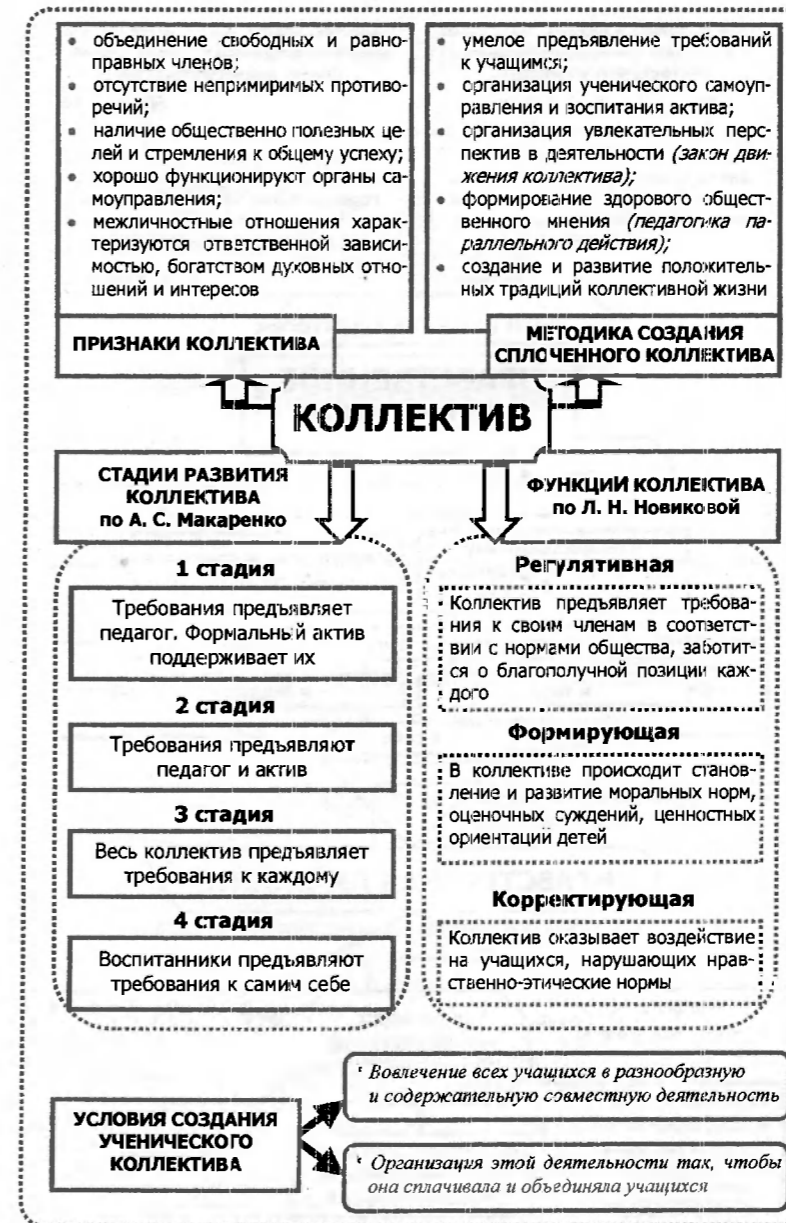 • объединение свободных и равно-
правных членов;
• отсутствие непримиримых противо-
речий;
• наличие общественно полезных це-
лей и стремления к общему успеху;
• хорошо функционируют органы са-
моуправления;
• межличностные отношения харак-
теризуются ответственной зависи-
мостью, богатством духовных отно-
шений и интересов
ПРИЗНАКИ КОЛЛЕКТИВА
• умелое предъявление требований
к учащимся;
• организация ученического самоуп-
равления и воспитания актива;
• организация увлекательных перс-
пектив в деятельности (закон дви-
жения коллектива);
• формирование здорового общест-
венного мнения (педагогика па-
раллельного действия);
• создание и развитие положитель-
ных традиций коллективной жизни
МЕТОДИКА СОЗДАНИЯ
СПЛОЧЕННОГО КОЛЛЕКТИВА
КОЛЛЕКТИВ
СТАДИИ РАЗВИТИЯ
КОЛЛЕКТИВА
по А. С. Макаренко
1 стадия
Требования предъявляет
педагог. Формальный актив
поддерживает их
2 стадия
Требования предъявляют
педагог и актив
3 стадия
Весь коллектив предъявляет
требования к каждому
4 стадия
Воспитанники предъявляют
требования к самим себе
ФУНКЦИИ КОЛЛЕКТИВА
по Л. Н. Новиковой
Регулятивная
Коллектив предъявляет требова-
ния к своим членам в соответст-
вии с нормами общества, заботит-
ся о благополучной позиции каж-
дого
Формирующая
В коллективе происходит станов-
ление и развитие моральных норм,
оценочных суждений, ценностных
ориентаций детей
Корректирующая
Коллектив оказывает воздействие
на учащихся, нарушающих нрав-
ственно-этические нормы
УСЛОВИЯ СОЗДАНИЯ
УЧЕНИЧЕСКОГО
КОЛЛЕКТИВА
Вовлечение всех учащихся в разнообразную
и содержательную совместную деятельность
Организация этой деятельности так, чтобы
она сплачивала и объединяла учащихся